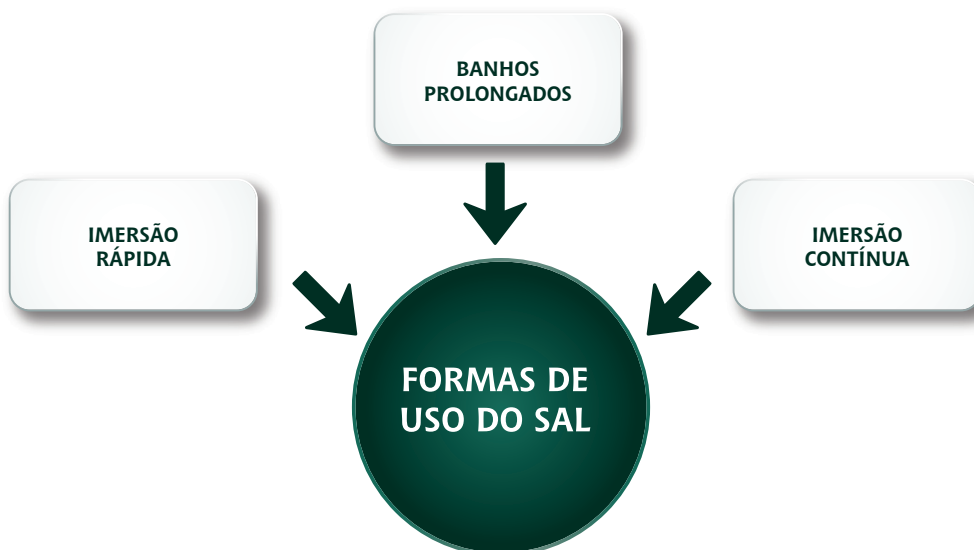 BANHOS
PROLONGADOS
IMERSÃO
RÁPIDA
IMERSÃO
CONTÍNUA
FORMAS DE
USO DO SAL